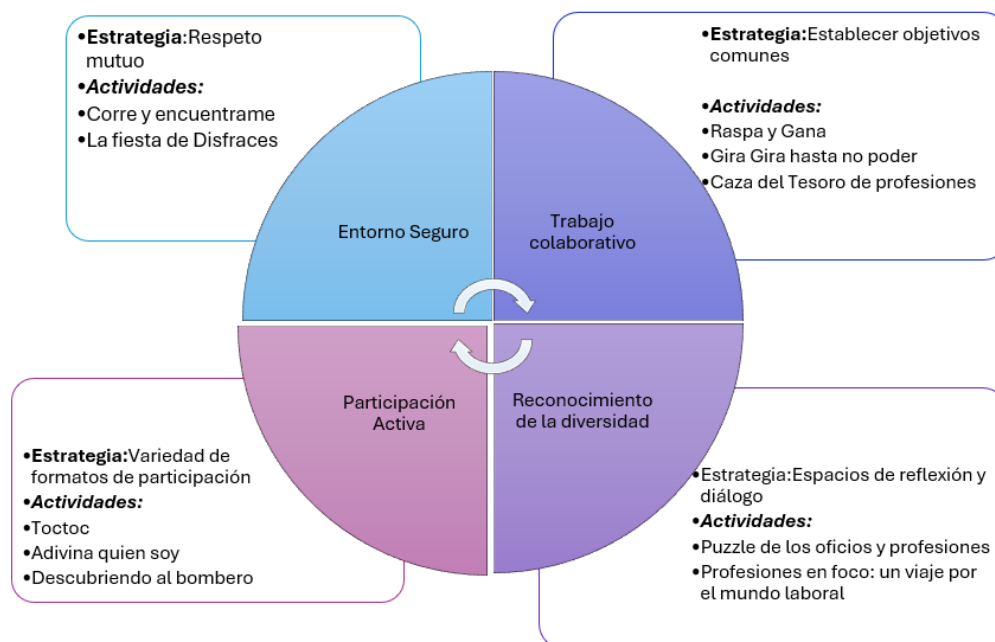 •Estrategia:Respeto
mutuo
•Actividades:
•Corre y encuentrame
•La fiesta de Disfraces
•Estrategia:Establecer objetivos
comunes
•Actividades:
•Raspa y Gana
•Gira Gira hasta no poder
•Caza del Tesoro de profesiones
Entorno Seguro
Trabajo
colaborativo
Participación
Activa
Reconocimiento
de la diversidad
•Estrategia:Variedad de
formatos de participación
•Actividades:
•Toctoc
•Adivina quien soy
•Descubriendo al bombero
•Estrategia:Espacios de reflexión y
diálogo
•Actividades:
•Puzzle de los oficios y profesiones
•Profesiones en foco: un viaje por
el mundo laboral